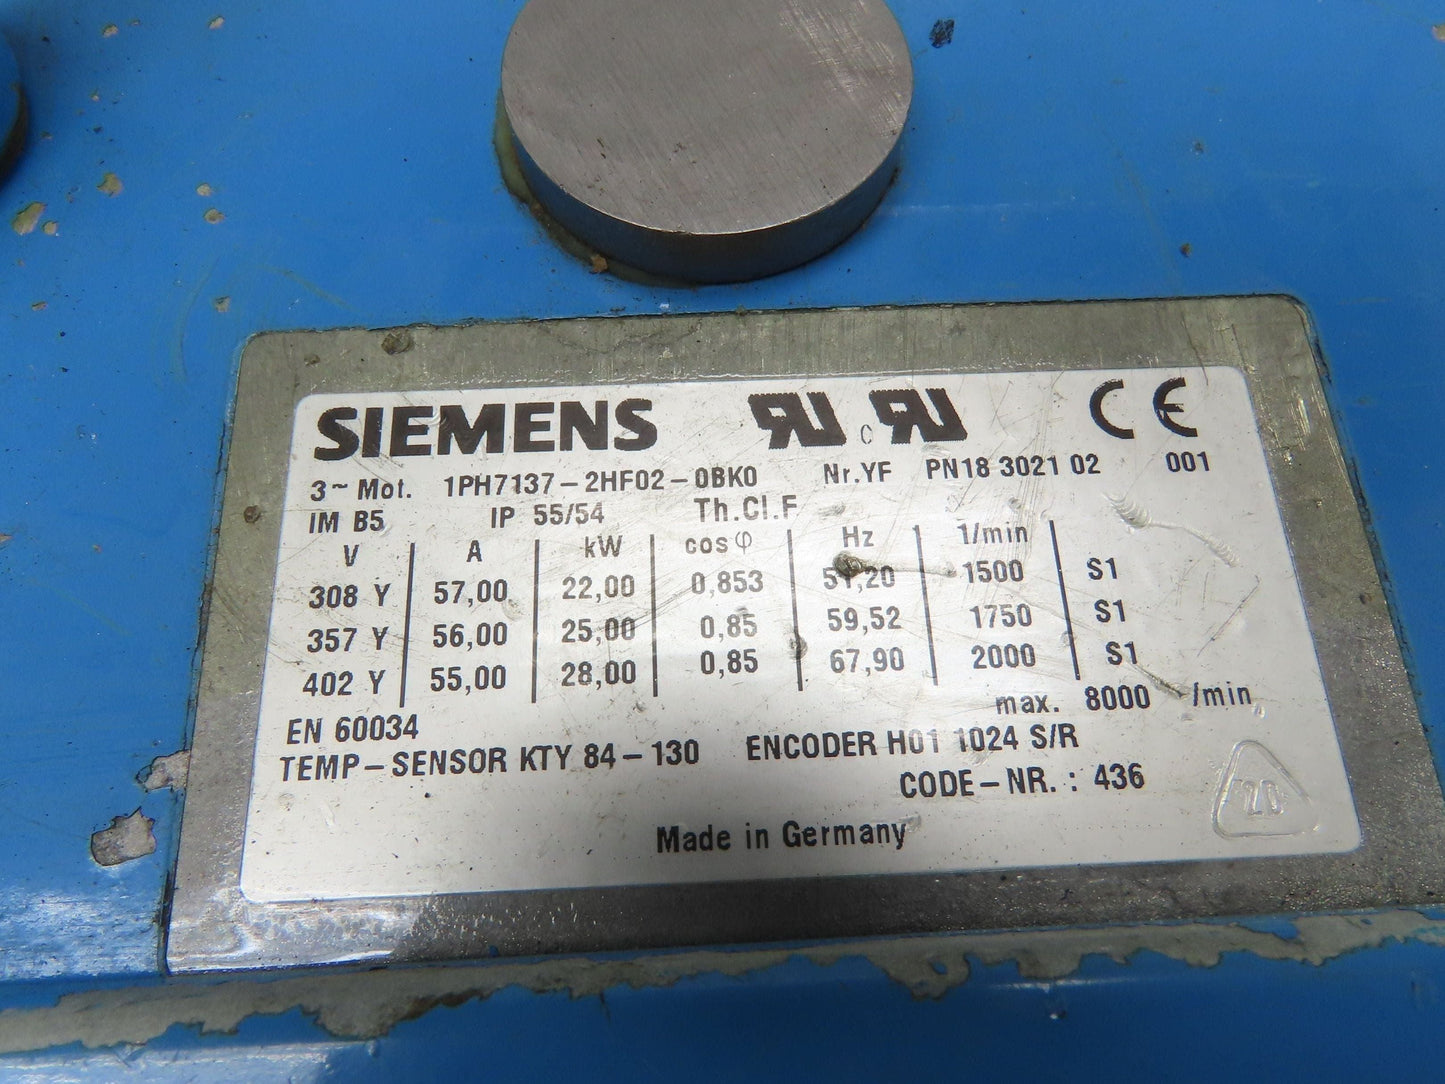 SIEMENS c CE
3~ Mot. 1PH7137-2HF02-0BK0 Nr.YF PN18 3021 02 001
IM B5 IP 55/54 Th.Cl.F
V A kW cosφ Hz 1/min
308 Y 57,00 22,00 0,853 51,20 1500 S1
357 Y 56,00 25,00 0,85 59,52 1750 S1
402 Y 55,00 28,00 0,85 67,90 2000 S1
max. 8000 /min
EN 60034
TEMP-SENSOR KTY 84-130 ENCODER H01 1024 S/R
CODE-NR.: 436
Made in Germany